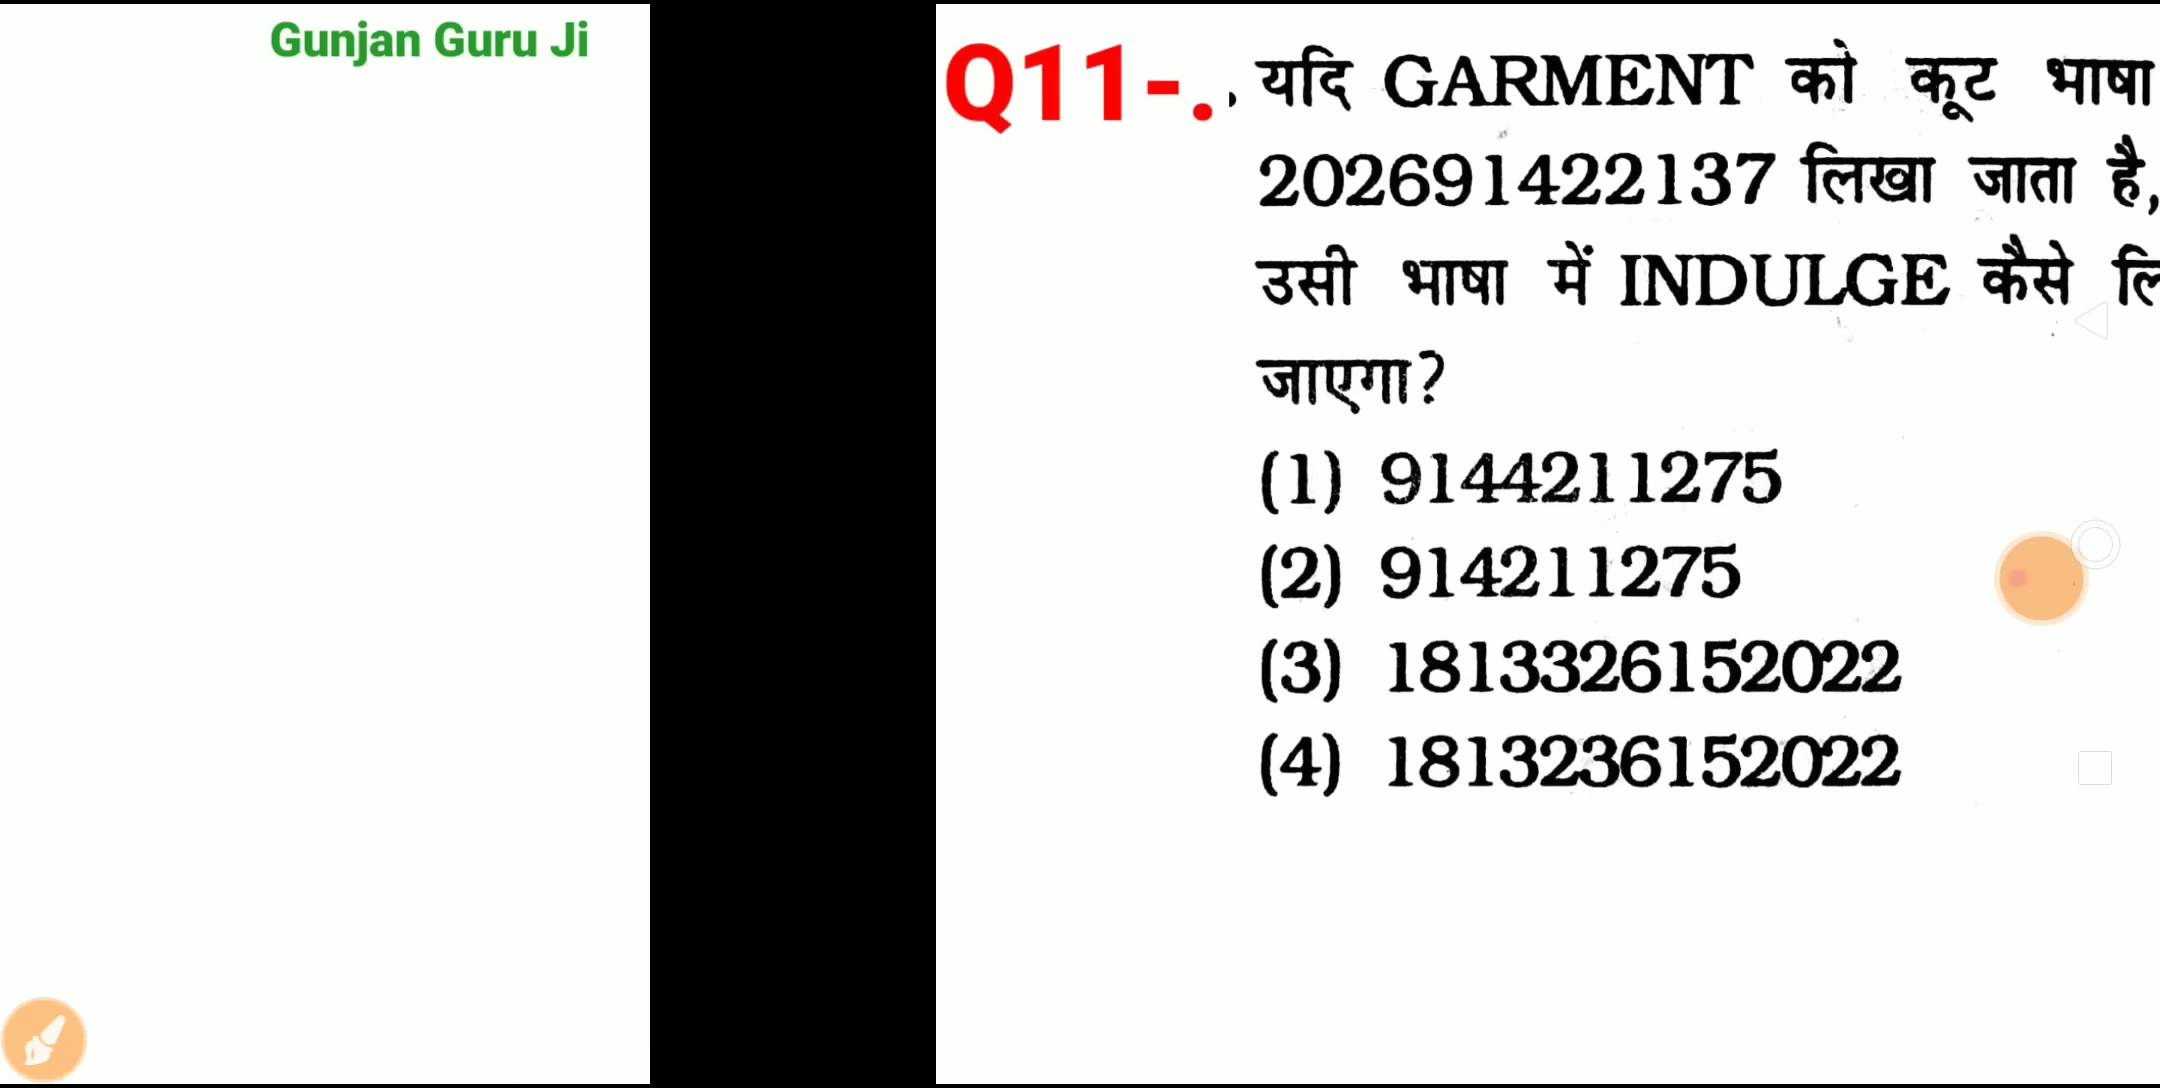 Gunjan Guru Ji
Q11-. यदि GARMENT को कूट भाषा
202691422137 लिखा जाता है,
उसी भाषा में INDULGE कैसे लि
जाएगा?
(1) 9144211275
(2) 914211275
(3) 1813326152022
(4) 1813236152022